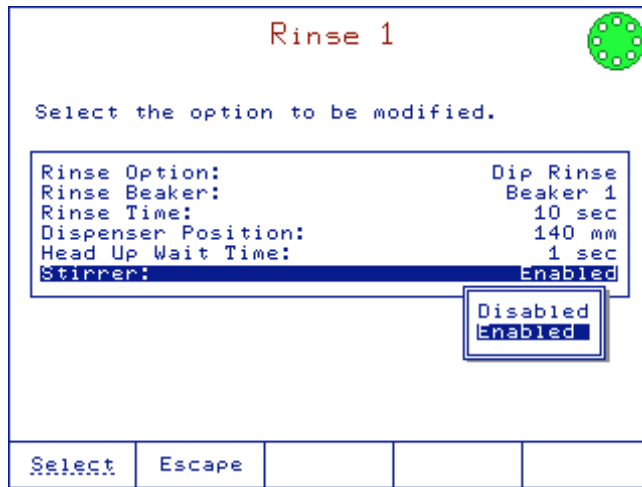 Rinse 1
Select the option to be modified.
Rinse Option: Dip Rinse
Rinse Beaker: Beaker 1
Rinse Time: 10 sec
Dispenser Position: 140 mm
Head Up Wait Time: 1 sec
Stirrer: Enabled
Disabled
Enabled
Select Escape